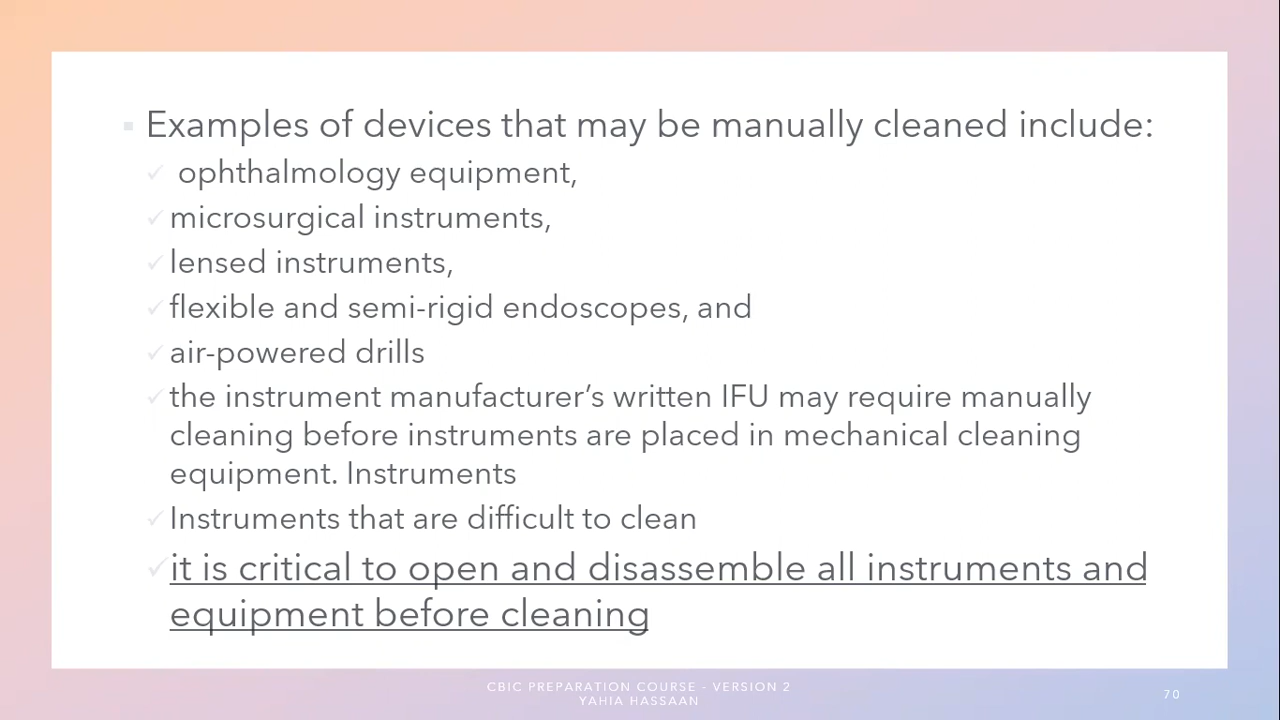 Examples of devices that may be manually cleaned include:
ophthalmology equipment,
microsurgical instruments,
lensed instruments,
flexible and semi-rigid endoscopes, and
air-powered drills
the instrument manufacturer’s written IFU may require manually
cleaning before instruments are placed in mechanical cleaning
equipment. Instruments
Instruments that are difficult to clean
it is critical to open and disassemble all instruments and
equipment before cleaning
CBIC PREPARATION COURSE - VERSION 2
YAHIA HASSAAN
70